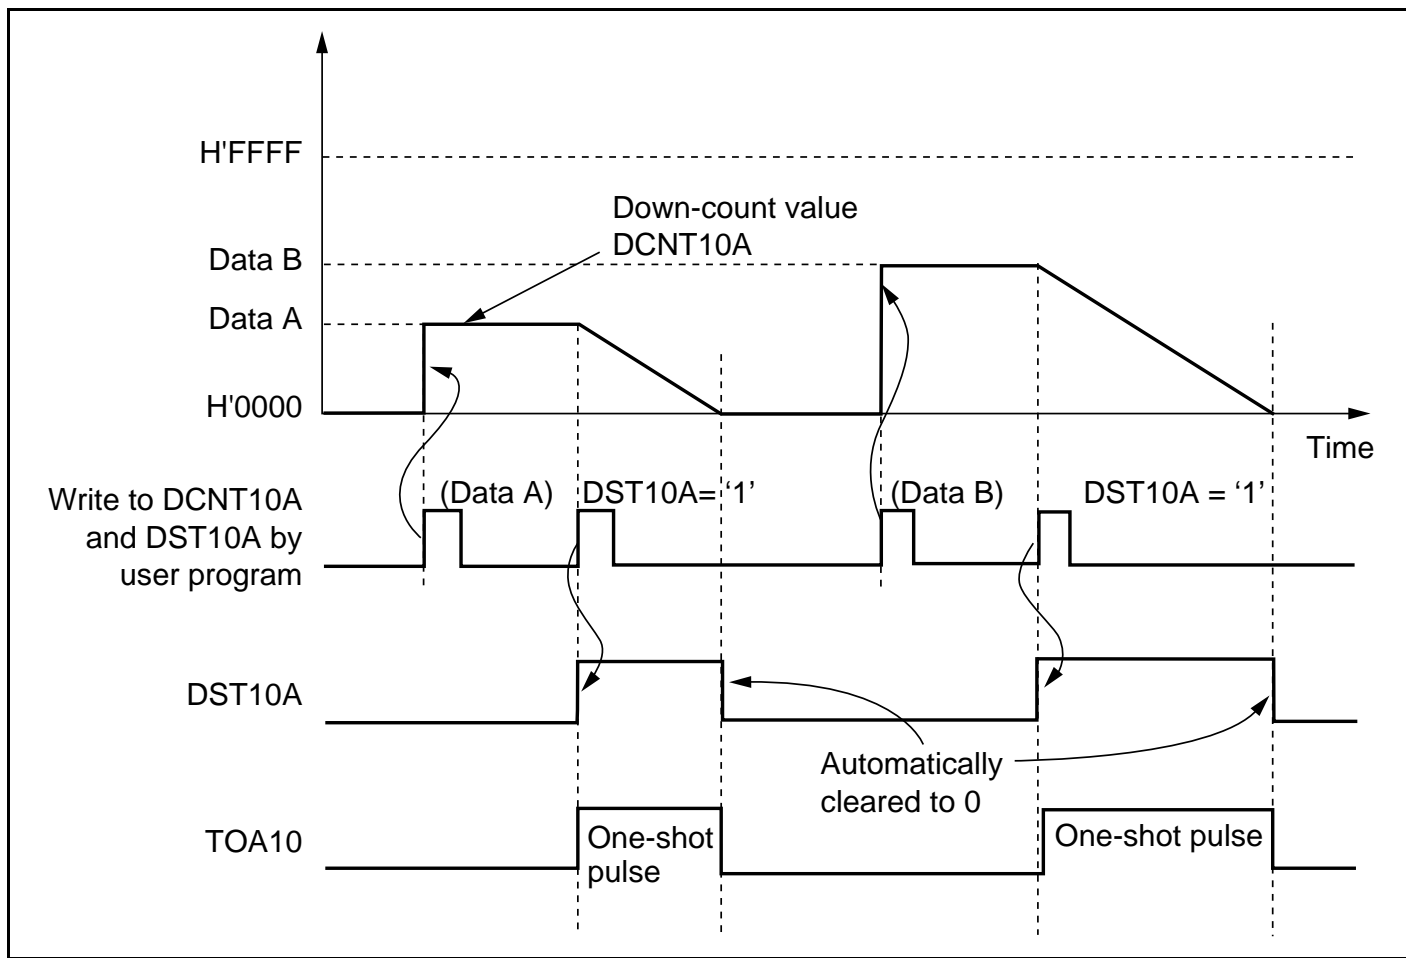 H'FFFF
Down-count value
DCNT10A
Data B
Data A
H'0000
Time
Write to DCNT10A
and DST10A by
user program
(Data A)
DST10A= ‘1’
(Data B)
DST10A = ‘1’
DST10A
Automatically
cleared to 0
TOA10
One-shot
pulse
One-shot pulse